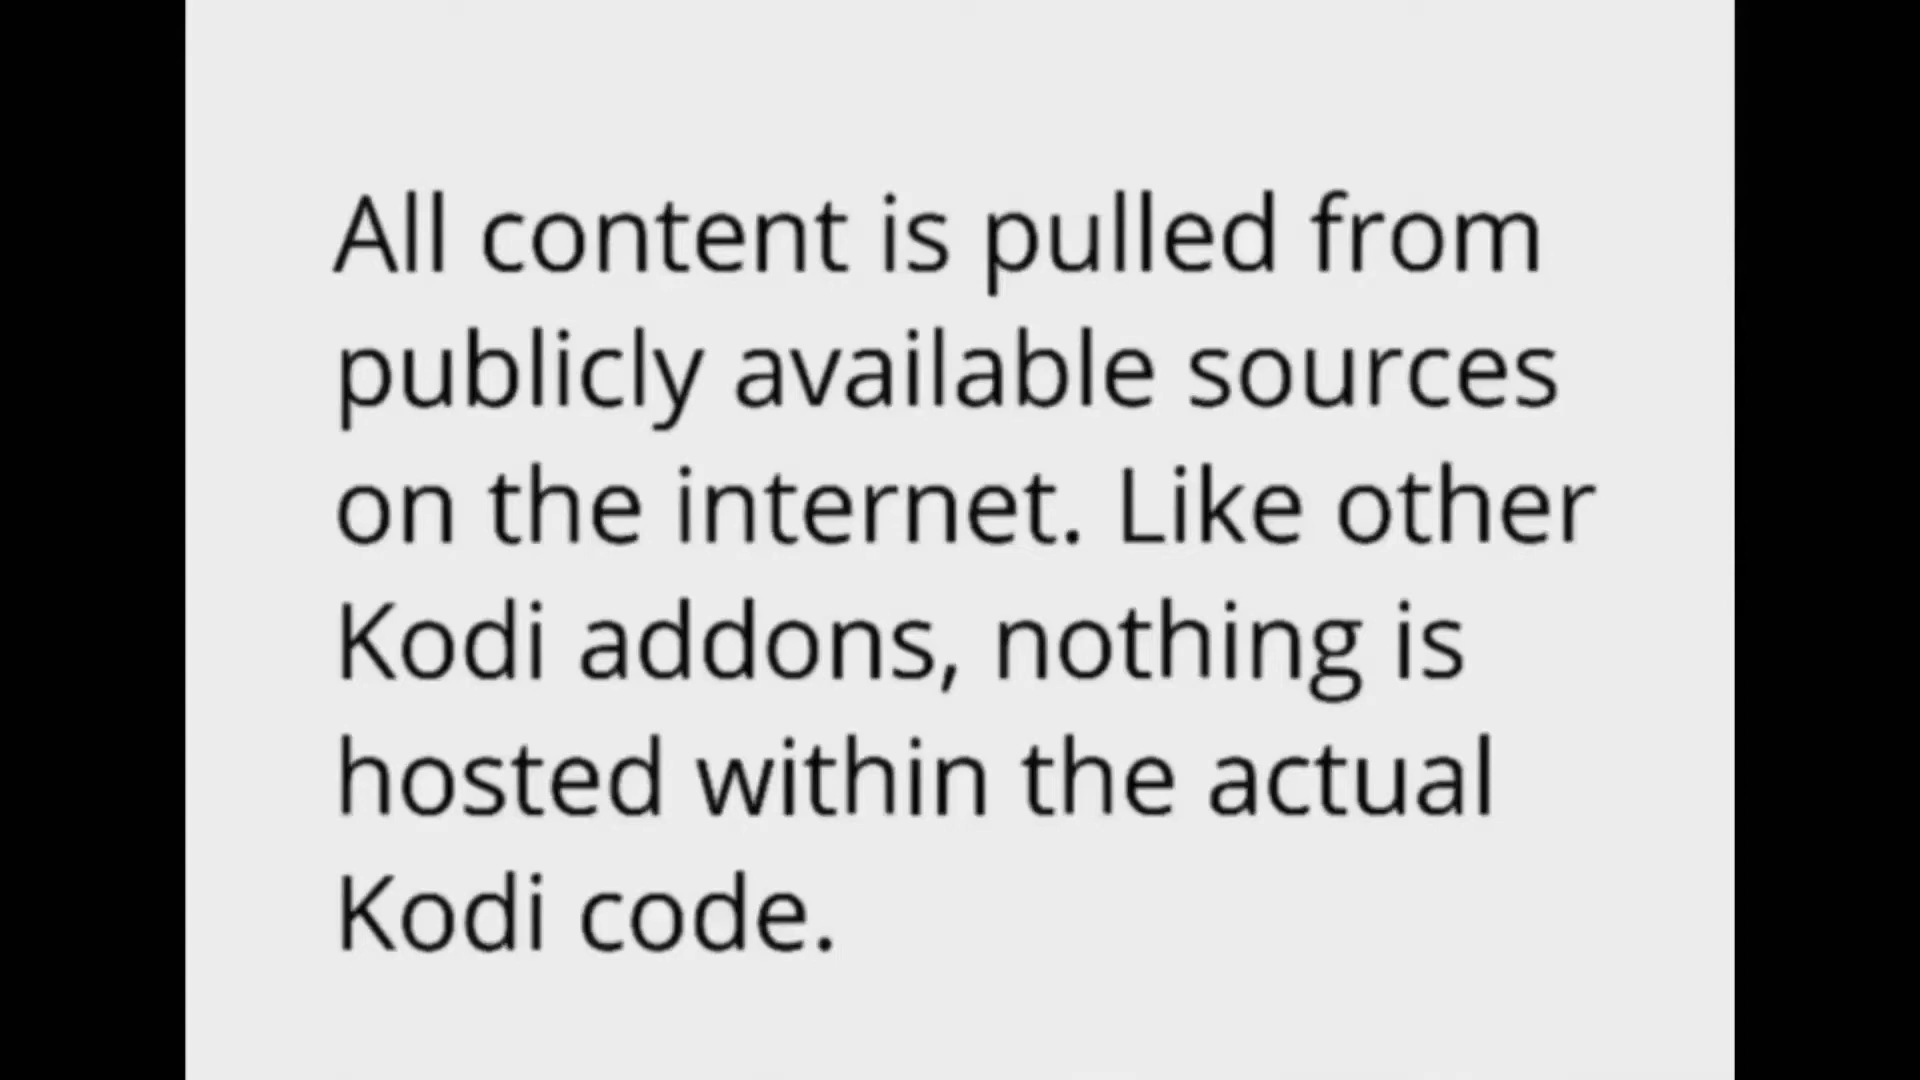 All content is pulled from
publicly available sources
on the internet. Like other
Kodi addons, nothing is
hosted within the actual
Kodi code.